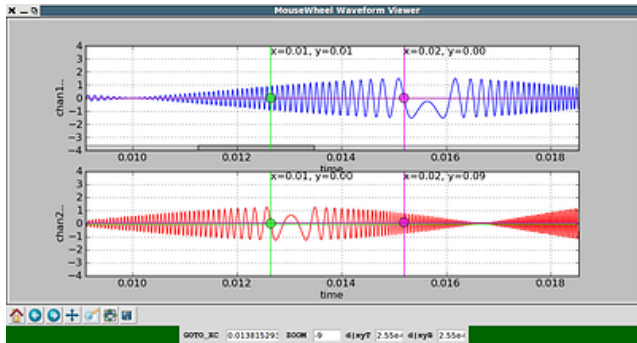 MouseWheel Waveform Viewer
x=0.01, y=0.01
x=0.02, y=0.00
4
3
2
1
0
−1
−2
−3
−4
chan1...
0.010
0.012
0.014
0.016
0.018
time
x=0.01, y=0.00
x=0.02, y=0.09
4
3
2
1
0
−1
−2
−3
−4
chan2...
0.010
0.012
0.014
0.016
0.018
time
GOTO_XC 0.01381529 ZOOM -9 d|xyT 2.55e- d|xyB 2.55e-